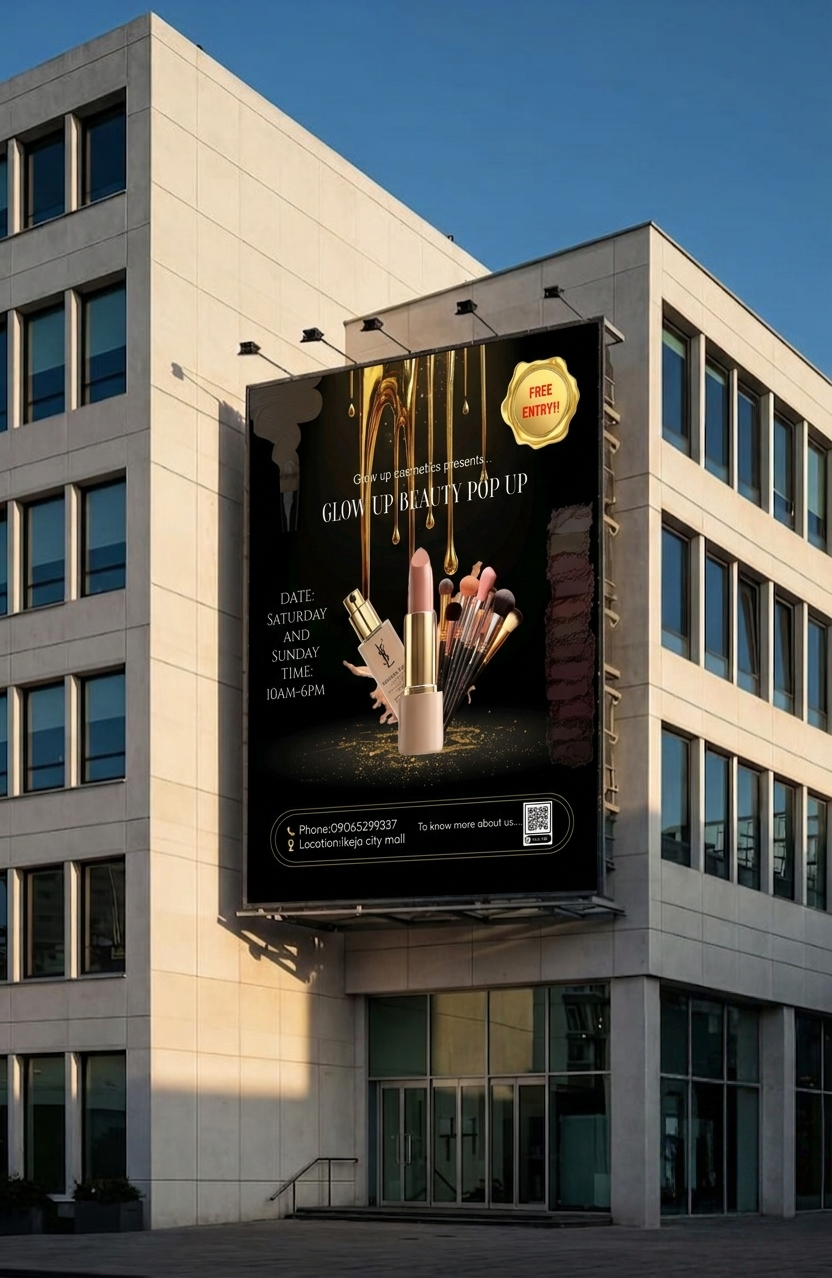 FREE
ENTRY!!
Glow up cosmetics presents...
GLOW UP BEAUTY POP UP
DATE:
SATURDAY
AND
SUNDAY
TIME:
10AM-6PM
YSL
Phone:09065299337
Location:ikeja city mall
To know more about us...